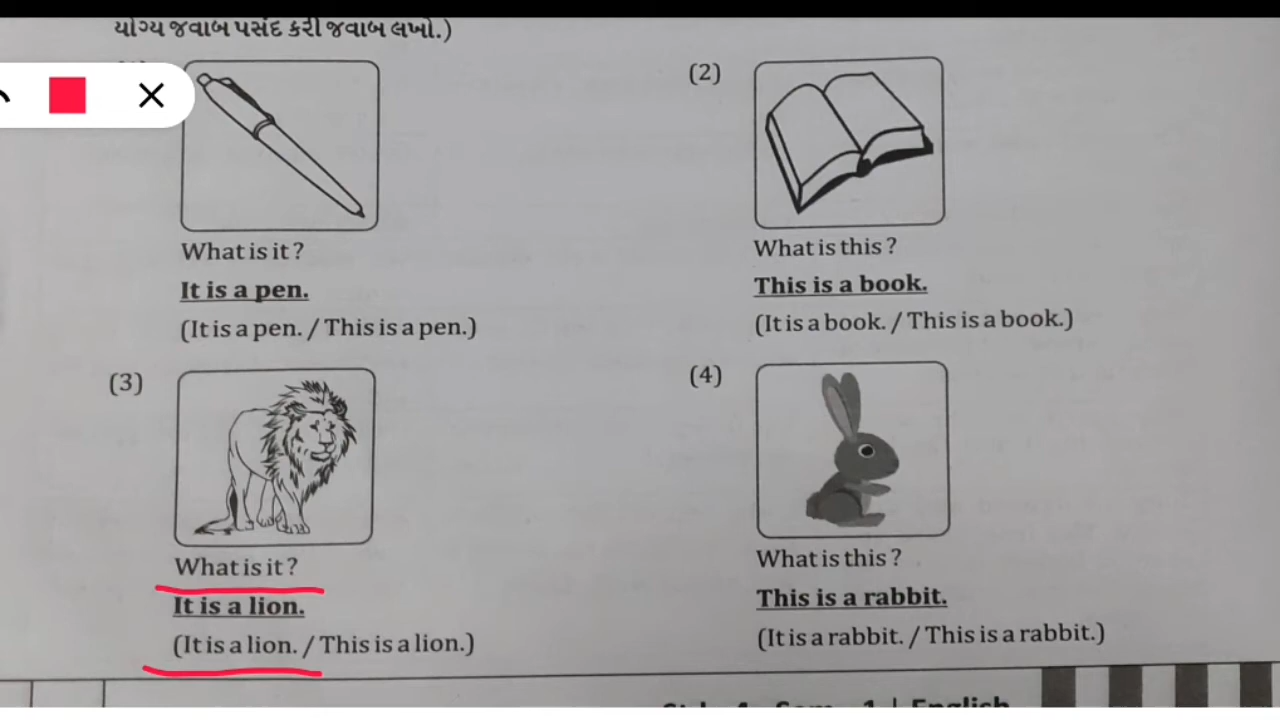 યોગ્ય જવાબ પસંદ કરી જવાબ લખો.)
What is it ?
It is a pen.
(It is a pen. / This is a pen.)
(2)
What is this ?
This is a book.
(It is a book. / This is a book.)
(3)
What is it ?
It is a lion.
(It is a lion. / This is a lion.)
(4)
What is this ?
This is a rabbit.
(It is a rabbit. / This is a rabbit.)
1 | English